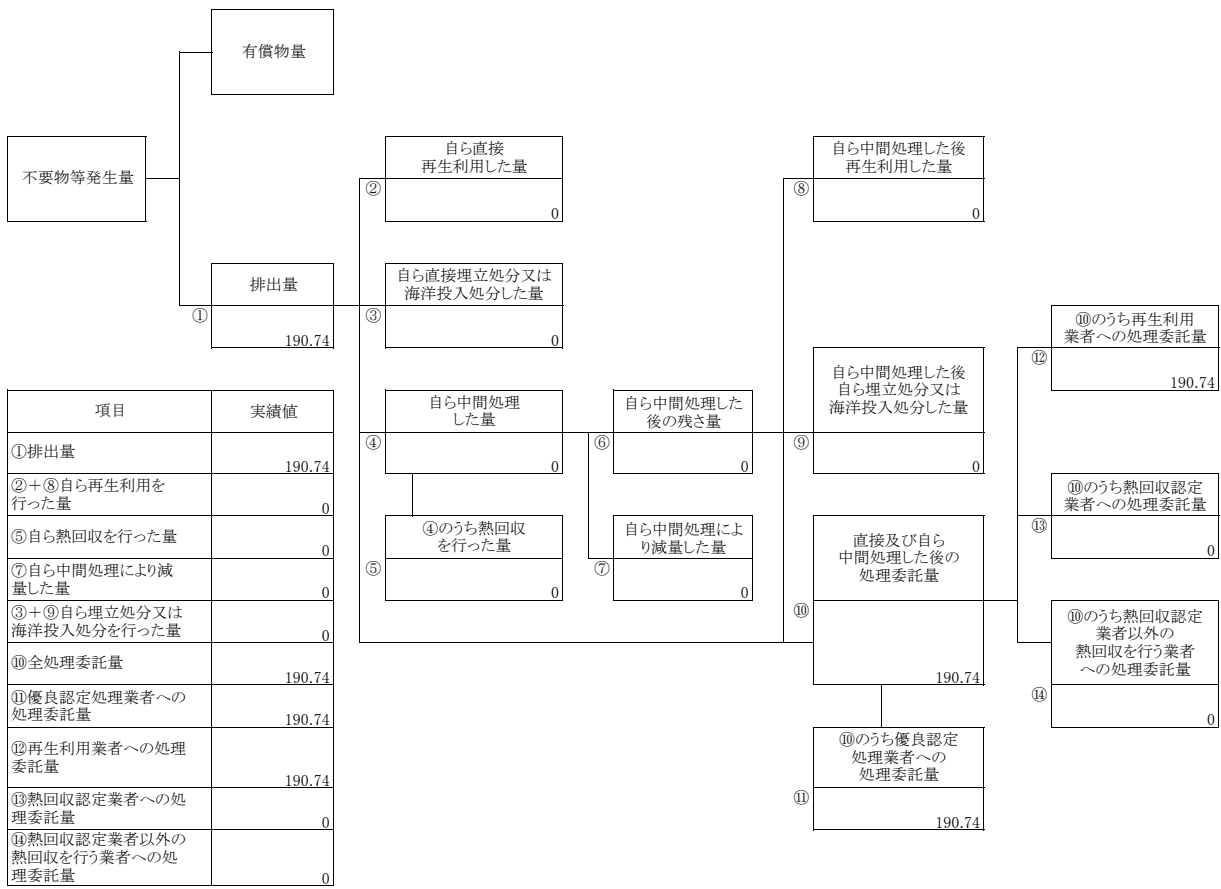 有償物量
不要物等発生量
自ら直接
再生利用した量
②
0
自ら中間処理した後
再生利用した量
⑧
0
排出量
①
190.74
自ら直接埋立処分又は
海洋投入処分した量
③
0
⑩のうち再生利用
業者への処理委託量
⑫
190.74
自ら中間処理
した量
④
0
自ら中間処理した
後の残さ量
⑥
0
自ら中間処理した後
自ら埋立処分又は
海洋投入処分した量
⑨
0
⑩のうち熱回収認定
業者への処理委託量
⑬
0
④のうち熱回収
を行った量
⑤
0
自ら中間処理によ
り減量した量
⑦
0
直接及び自ら
中間処理した後の
処理委託量
⑩
190.74
⑩のうち熱回収認定
業者以外の
熱回収を行う業者
への処理委託量
⑭
0
⑩のうち優良認定
処理業者への
処理委託量
⑪
190.74
項目 実績値
①排出量
190.74
②+⑧自ら再生利用を
行った量
0
⑤自ら熱回収を行った量
0
⑦自ら中間処理により減
量した量
0
③+⑨自ら埋立処分又は
海洋投入処分を行った量
0
⑩全処理委託量
190.74
⑪優良認定処理業者への
処理委託量
190.74
⑫再生利用業者への処理
委託量
190.74
⑬熱回収認定業者への処
理委託量
0
⑭熱回収認定業者以外の
熱回収を行う業者への処
理委託量
0